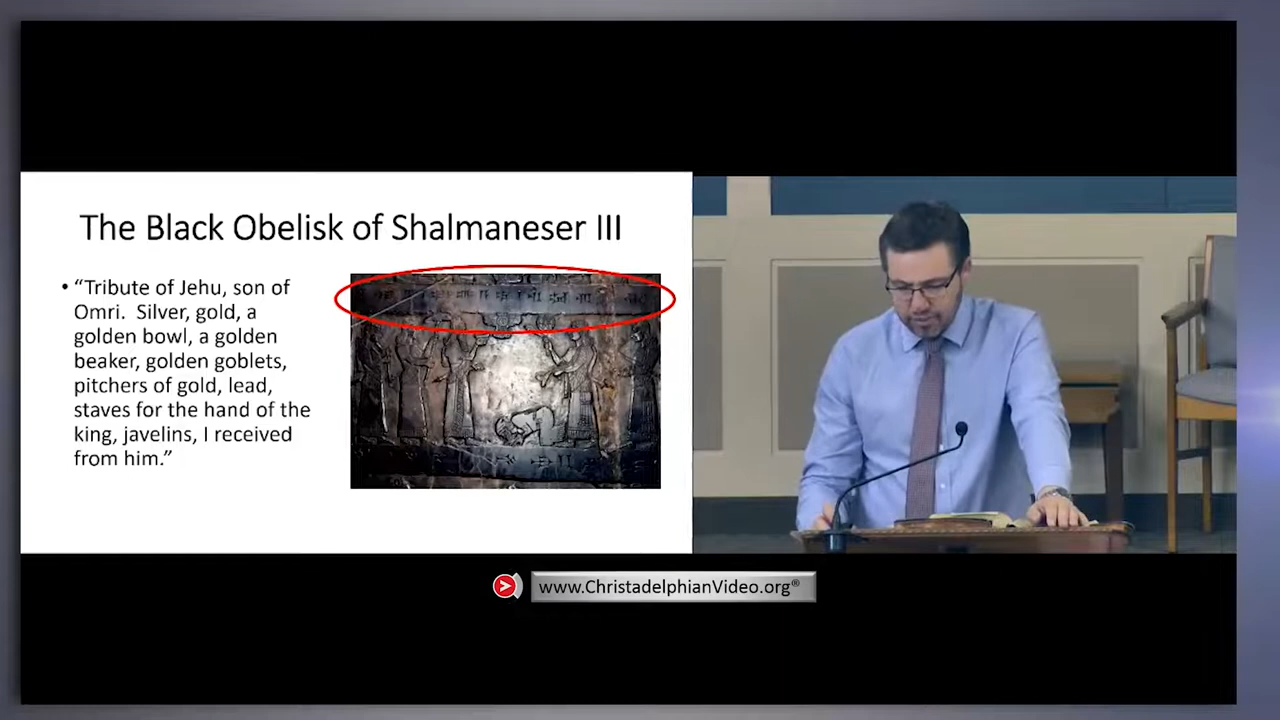 The Black Obelisk of Shalmaneser III
• “Tribute of Jehu, son of
Omri.  Silver, gold, a
golden bowl, a golden
beaker, golden goblets,
pitchers of gold, lead,
staves for the hand of the
king, javelins, I received
from him.”
www.ChristadelphianVideo.org®